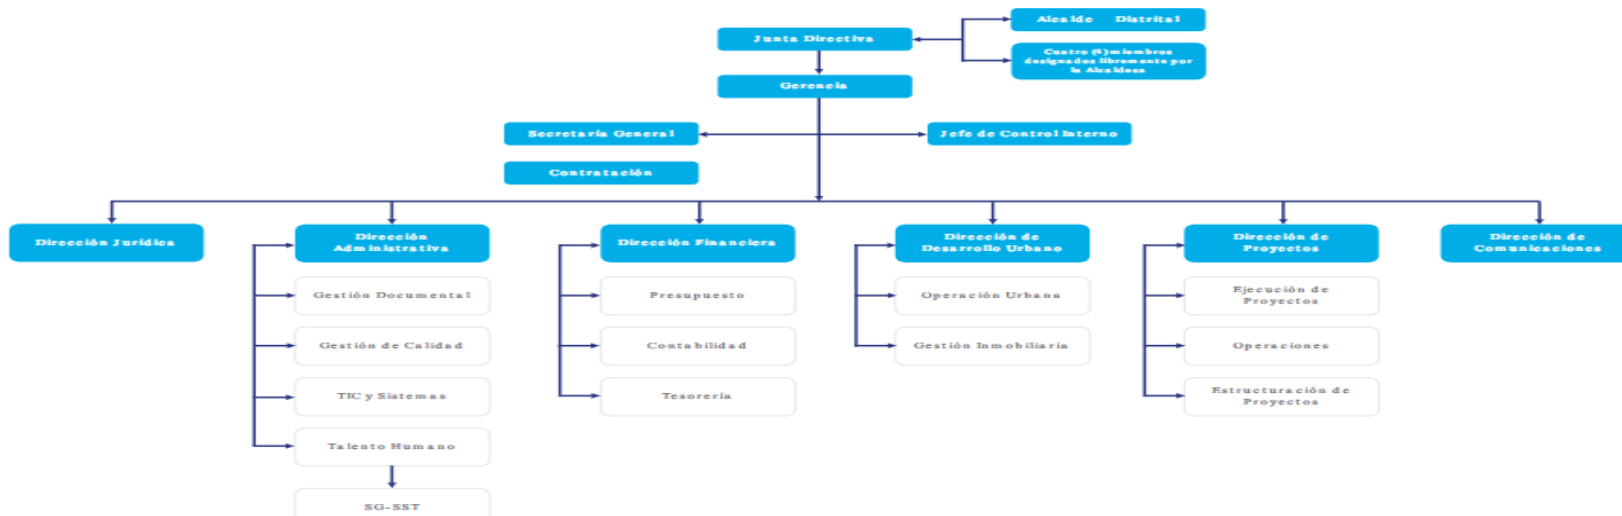 Alcalde Distrital
Junta Directiva
Cuatro (4) miembros
designados libremente por
la Alcaldesa
Gerencia
Secretaría General
Jefe de Control Interno
Contratación
Dirección Jurídica
Dirección
Administrativa
Dirección Financiera
Dirección de
Desarrollo Urbano
Dirección de
Proyectos
Dirección de
Comunicaciones
Gestión Documental
Presupuesto
Operación Urbana
Ejecución de
Proyectos
Gestión de Calidad
Contabilidad
Gestión Inmobiliaria
Operaciones
TIC y Sistemas
Tesorería
Estructuración de
Proyectos
Talento Humano
SG-SST